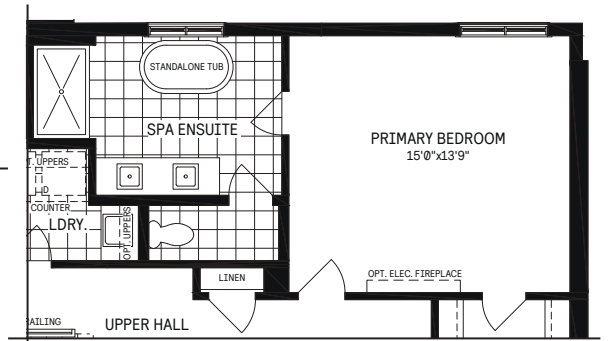 STANDALONE TUB
SPA ENSUITE
PRIMARY BEDROOM
15'0"x13'9"
T. UPPERS
D
COUNTER
LDRY.
OPT. UPPERS
LINEN
OPT. ELEC. FIREPLACE
AILING
UPPER HALL